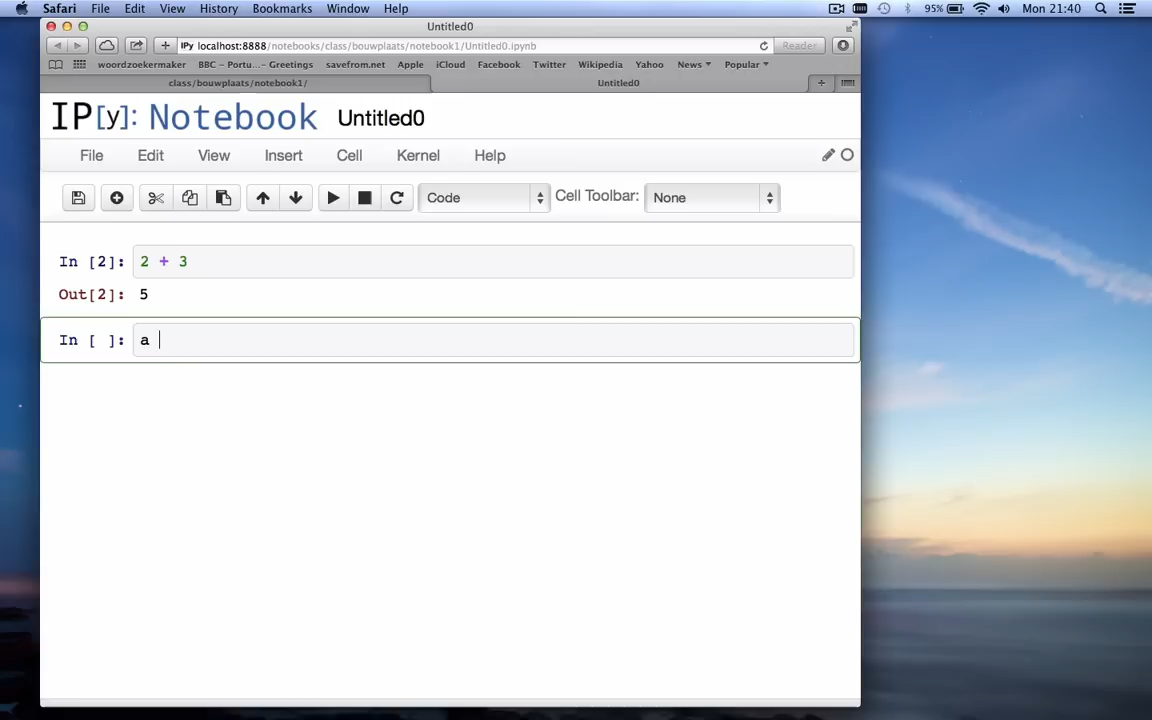 Safari File Edit View History Bookmarks Window Help 95% Mon 21:40
Untitled0
IPy localhost:8888/notebooks/class/bouwplaats/notebook1/Untitled0.ipynb Reader
woordzoekermaker BBC – Portu...– Greetings savefrom.net Apple iCloud Facebook Twitter Wikipedia Yahoo News Popular
class/bouwplaats/notebook1/ Untitled0
IP[y]: Notebook Untitled0
File Edit View Insert Cell Kernel Help
Code Cell Toolbar: None
In [2]: 2 + 3
Out[2]: 5
In [ ]: a